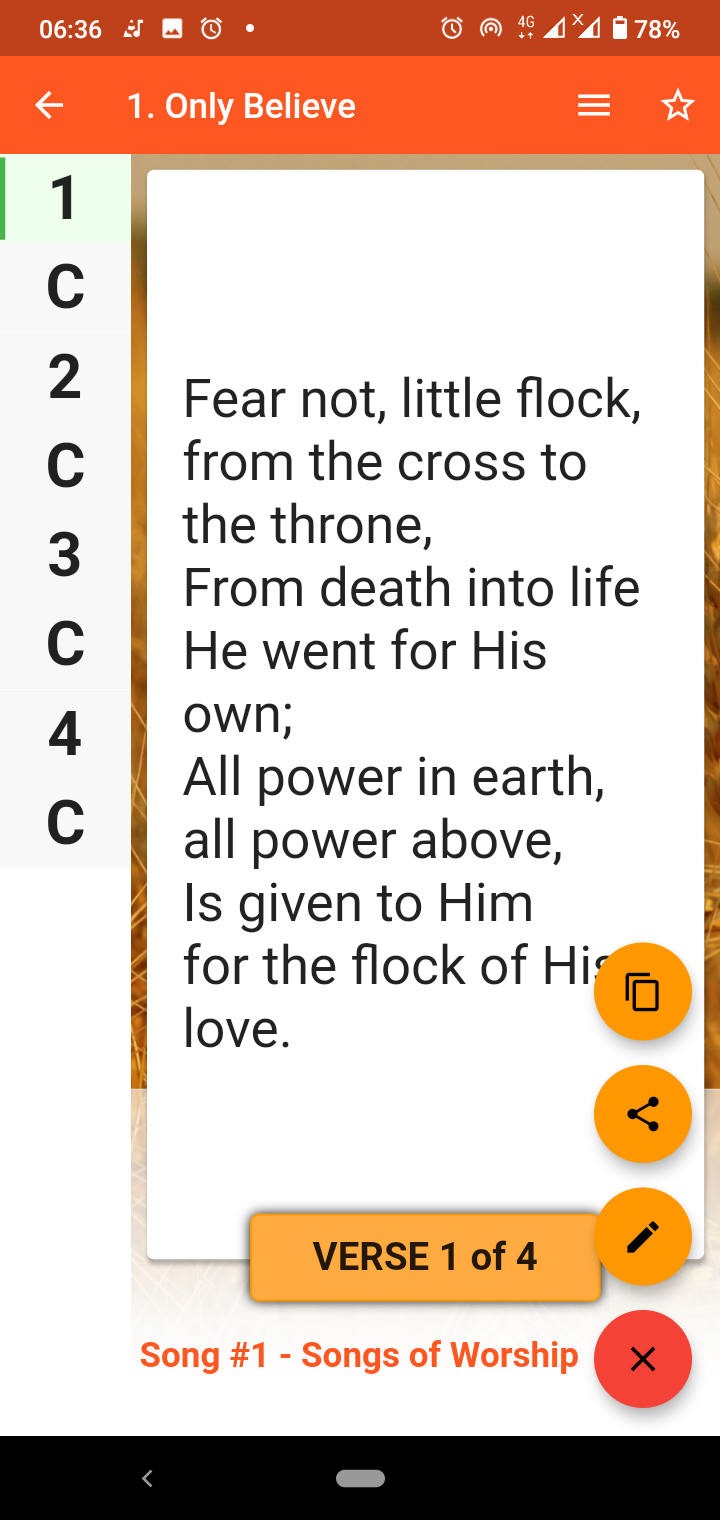 06:36 4G 78%
1. Only Believe
1
C
2
C
3
C
4
C
Fear not, little flock,
from the cross to
the throne,
From death into life
He went for His
own;
All power in earth,
all power above,
Is given to Him
for the flock of His
love.
VERSE 1 of 4
Song #1 - Songs of Worship